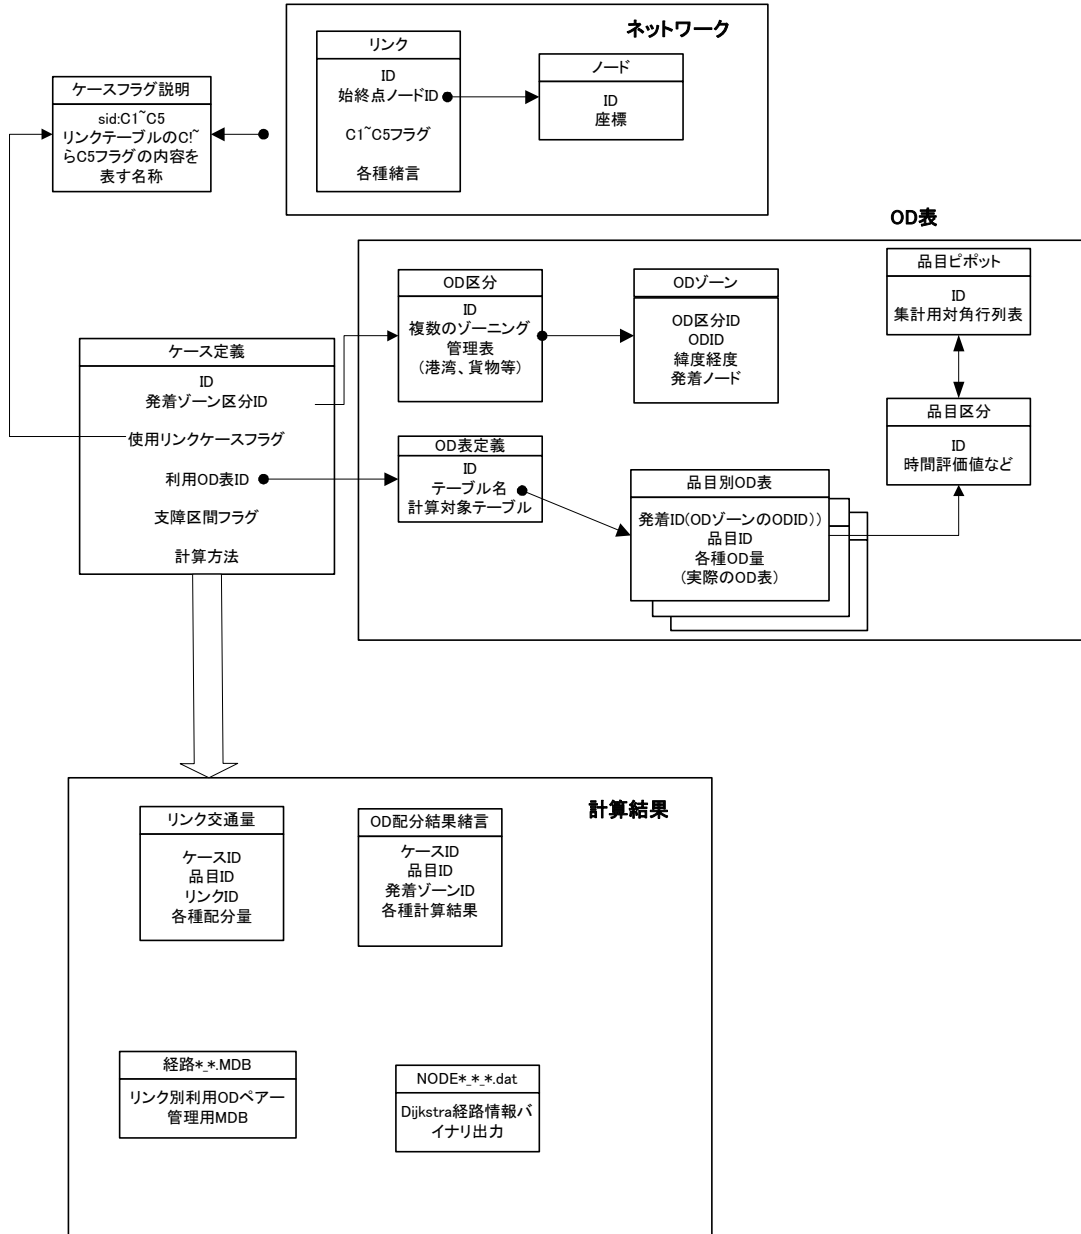 ネットワーク
リンク
ID
始終点ノードID
C1~C5フラグ
各種緒言
ノード
ID
座標
ケースフラグ説明
sid:C1~C5
リンクテーブルのC!~
らC5フラグの内容を
表す名称
OD表
OD区分
ID
複数のゾーニング
管理表
(港湾、貨物等)
ODゾーン
OD区分ID
ODID
緯度経度
発着ノード
品目ピポット
ID
集計用対角行列表
ケース定義
ID
発着ゾーン区分ID
使用リンクケースフラグ
利用OD表ID
支障区間フラグ
計算方法
OD表定義
ID
テーブル名
計算対象テーブル
品目別OD表
発着ID(ODゾーンのODID))
品目ID
各種OD量
(実際のOD表)
品目区分
ID
時間評価値など
計算結果
リンク交通量
ケースID
品目ID
リンクID
各種配分量
OD配分結果緒言
ケースID
品目ID
発着ゾーンID
各種計算結果
経路*_*.MDB
リンク別利用ODペアー
管理用MDB
NODE*_*_*.dat
Dijkstra経路情報バ
イナリ出力